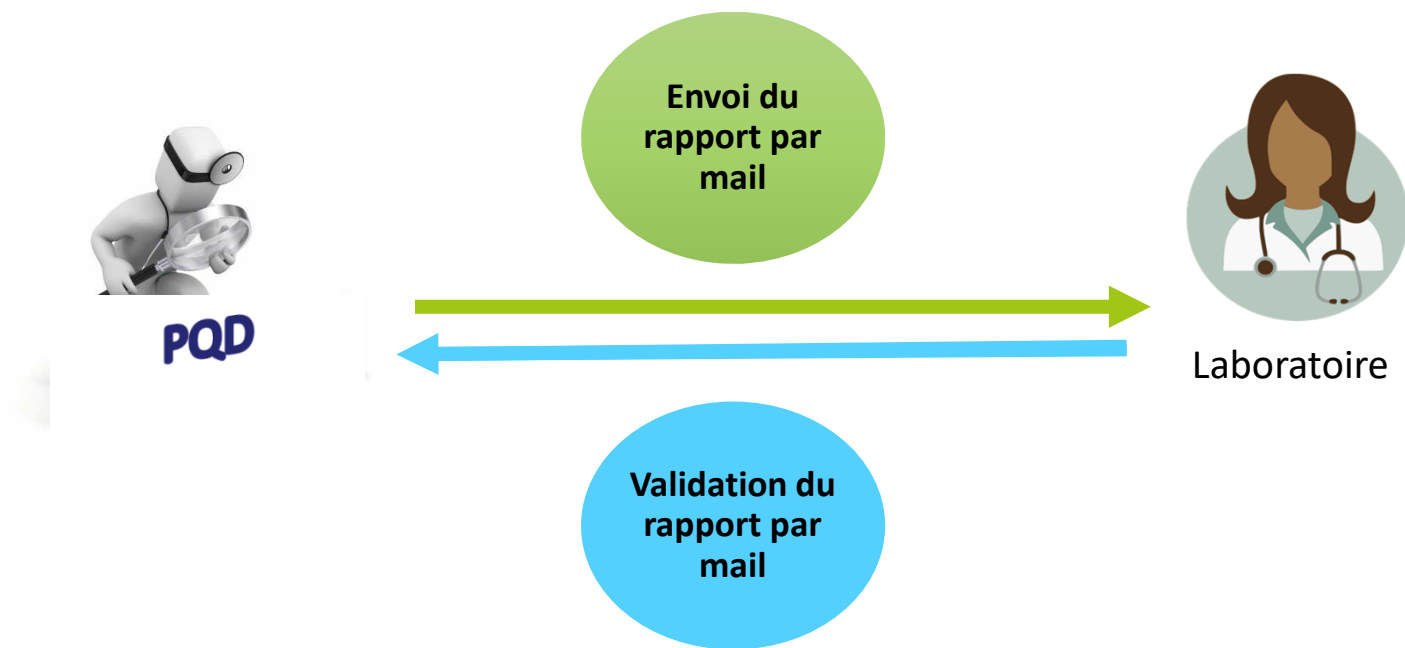 Envoi du
rapport par
mail
PQD
Laboratoire
Validation du
rapport par
mail